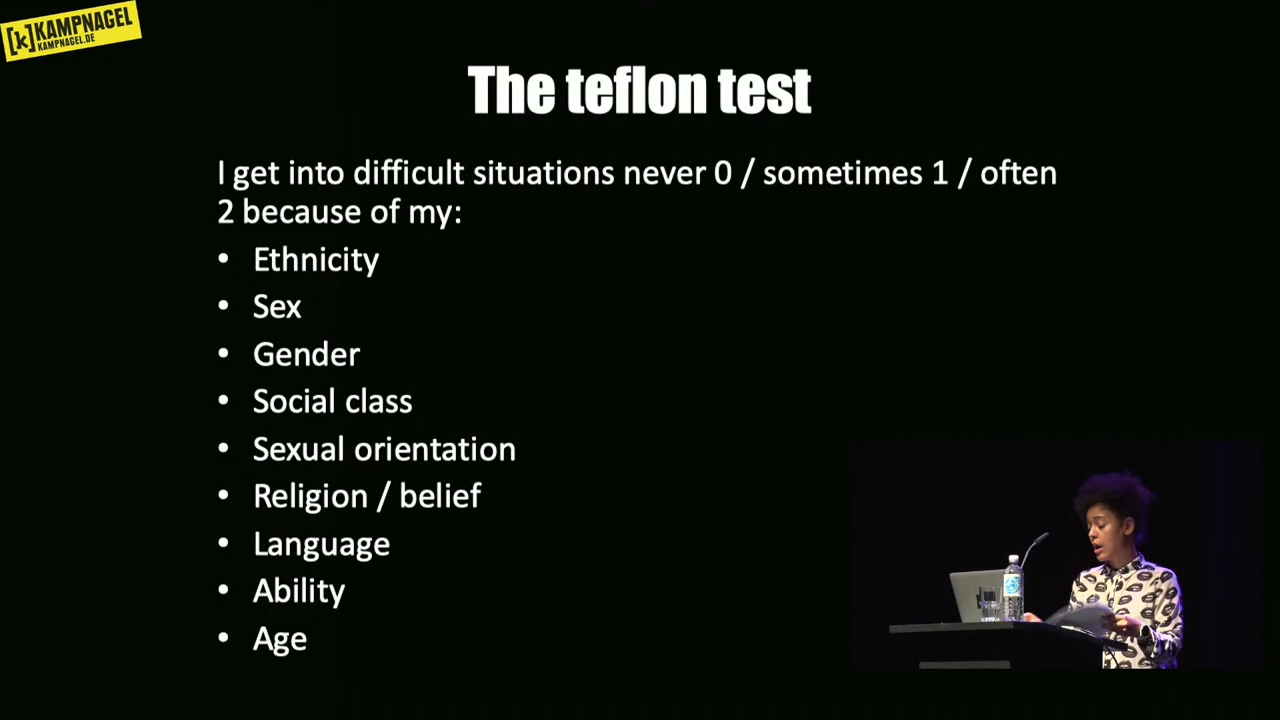 [k]KAMPNAGEL
KAMPNAGEL.DE
The teflon test
I get into difficult situations never 0 / sometimes 1 / often
2 because of my:
• Ethnicity
• Sex
• Gender
• Social class
• Sexual orientation
• Religion / belief
• Language
• Ability
• Age